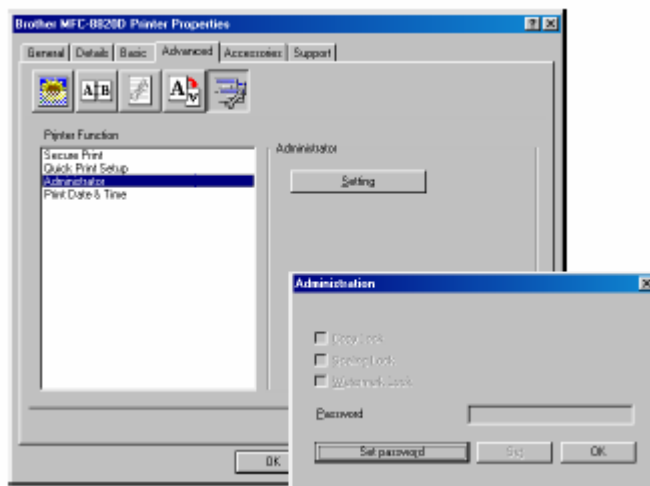 Brother MFC-8820D Printer Properties
General Details Basic Advanced Accessories Support
A B A
Printer Function
Secure Print
Quick Print Setup
Administrator
Print Date & Time
Administrator
Setting
Administration
Copy Lock
Scaling Lock
Watermark Lock
Password
Set password Set OK
OK